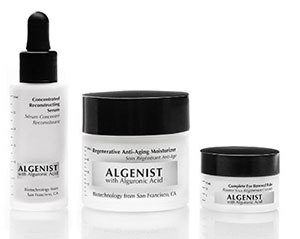 Concentrated
Reconstructing
Serum
Sérum Concentré
Reconstituant
ALGENIST
with Alguronic Acid
Biotechnology from
San Francisco, CA
Regenerative Anti-Aging Moisturizer
Soin Régénérant Anti-âge
ALGENIST
with Alguronic Acid
Biotechnology from San Francisco, CA
Complete Eye Renewal Balm
ALGENIST
with Alguronic Acid